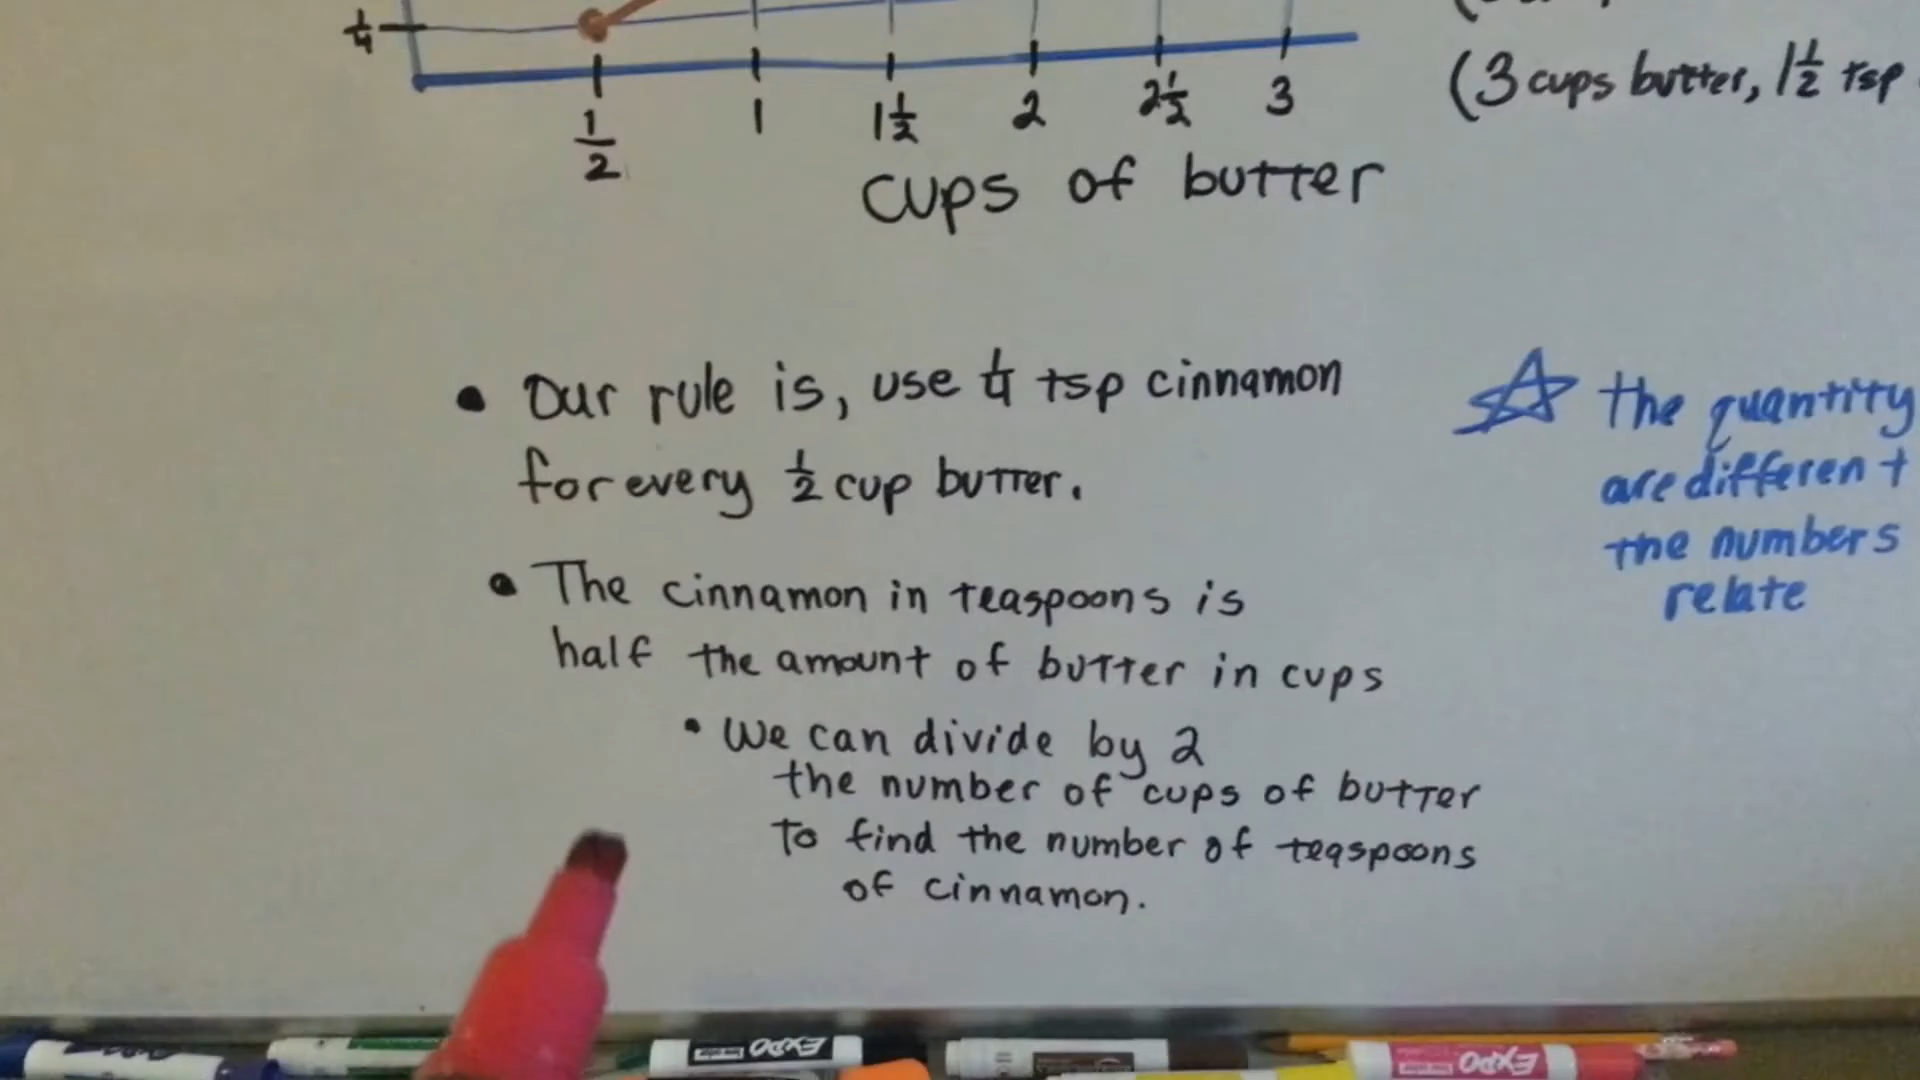 1/4
1/2 1 1 1/2 2 2 1/2 3
cups of butter
(3 cups butter, 1 1/2 tsp
• Our rule is, use 1/4 tsp cinnamon
for every 1/2 cup butter.
• The cinnamon in teaspoons is
half the amount of butter in cups
• We can divide by 2
the number of cups of butter
to find the number of teaspoons
of cinnamon.
☆ the quantity
are different
the numbers
relate
EXPO
EXPO